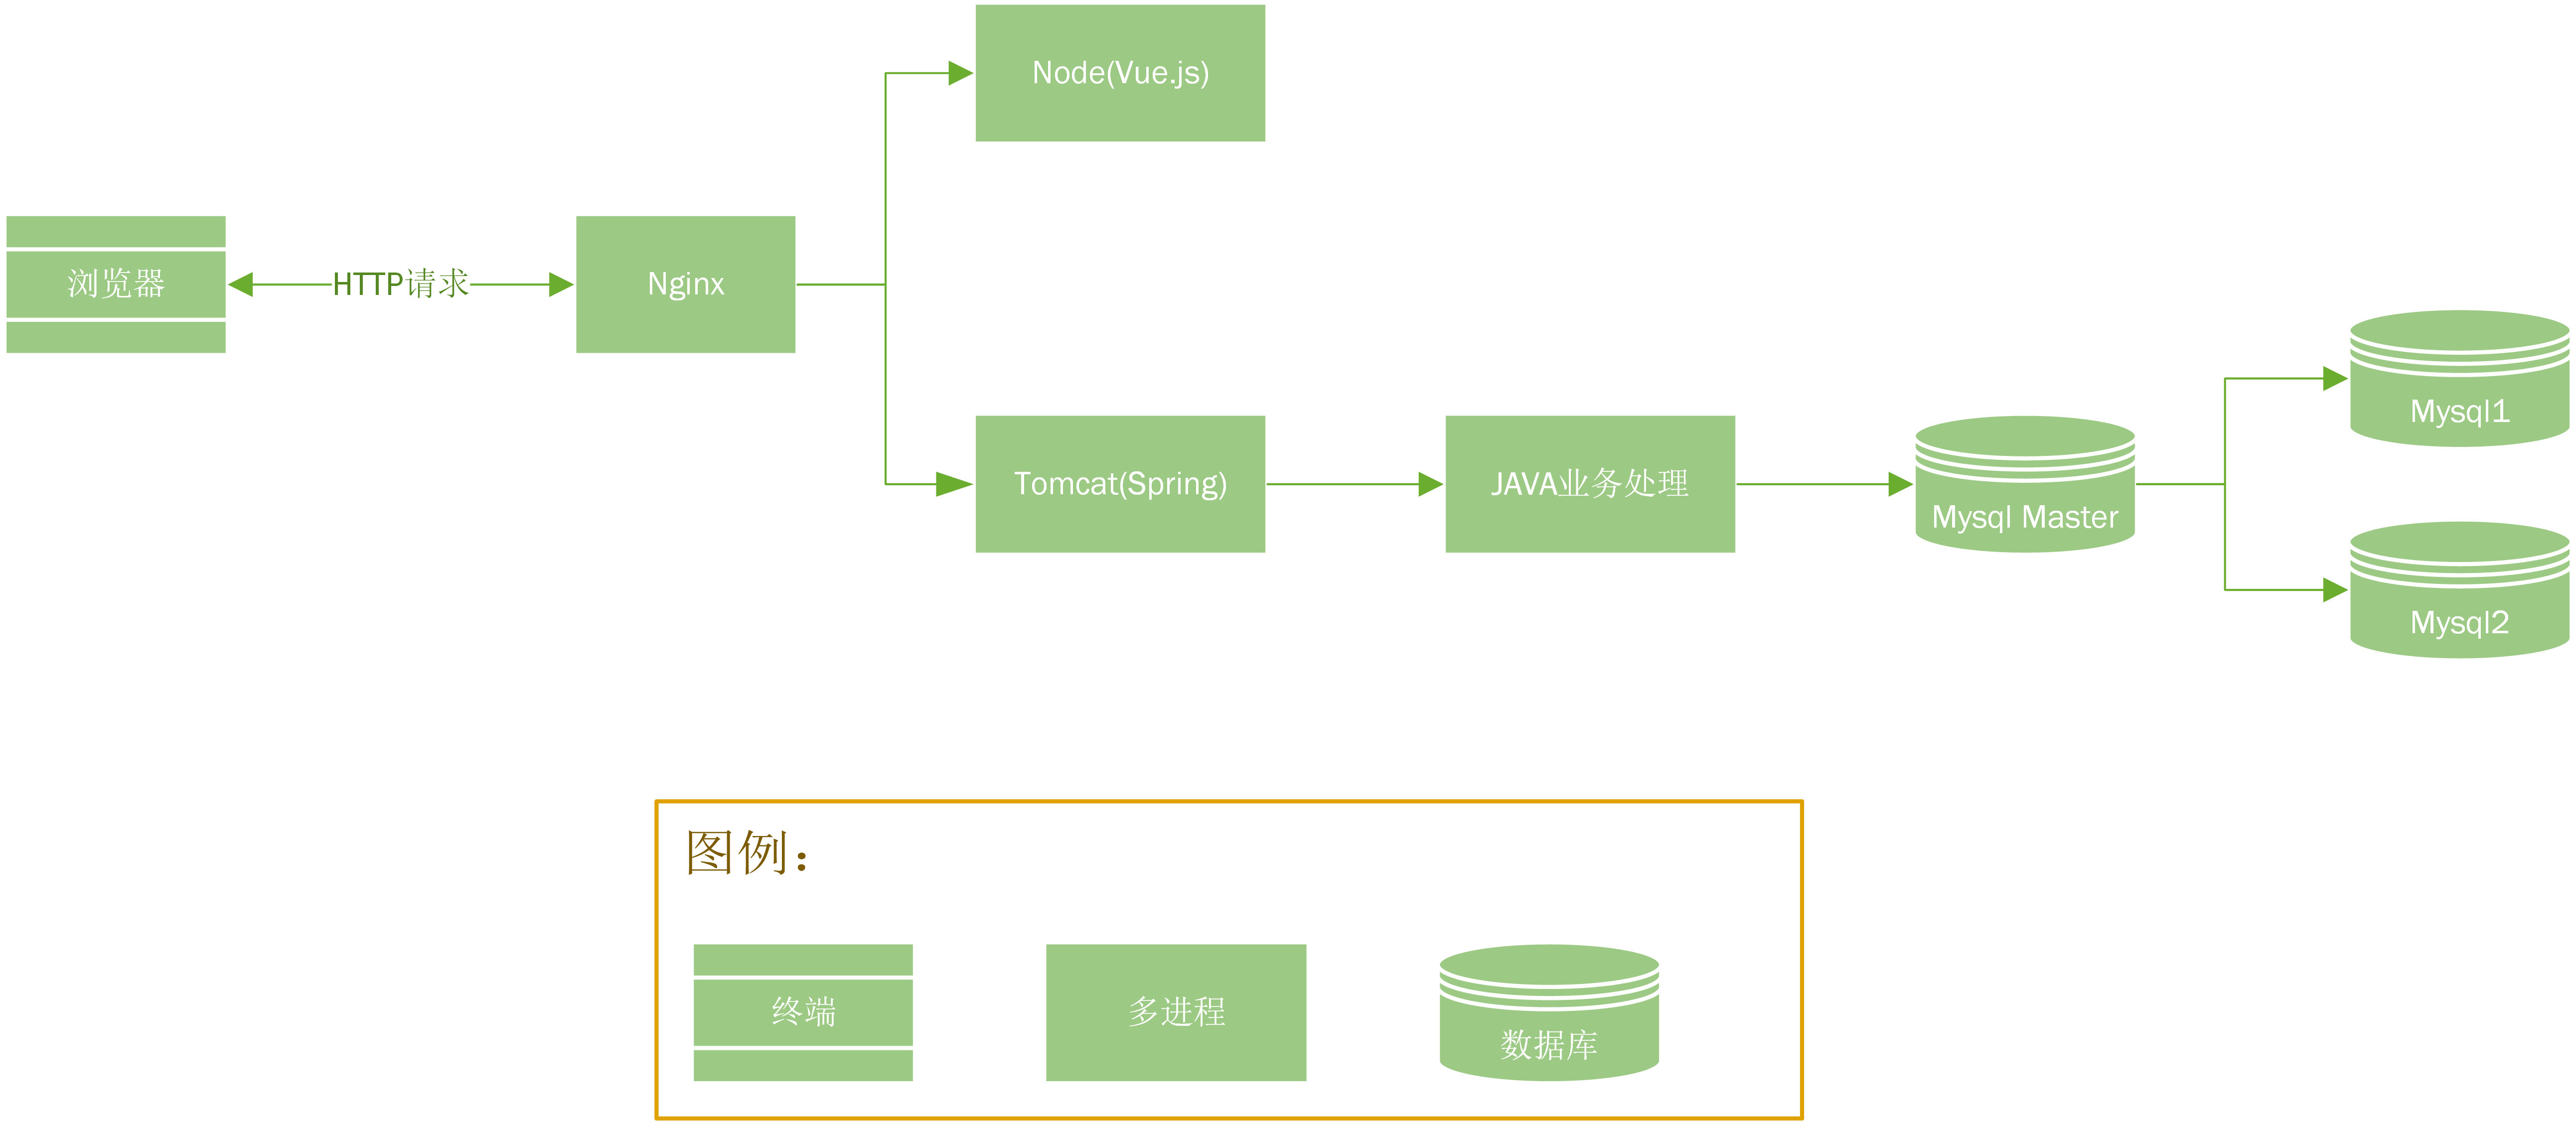 Node(Vue.js)
浏览器
HTTP请求
Nginx
Tomcat(Spring)
JAVA业务处理
Mysql Master
Mysql1
Mysql2
图例：
终端
多进程
数据库